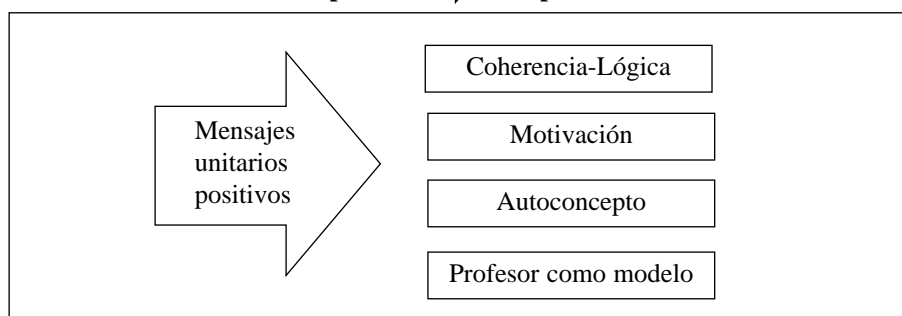 Mensajes
unitarios
positivos
Coherencia-Lógica
Motivación
Autoconcepto
Profesor como modelo